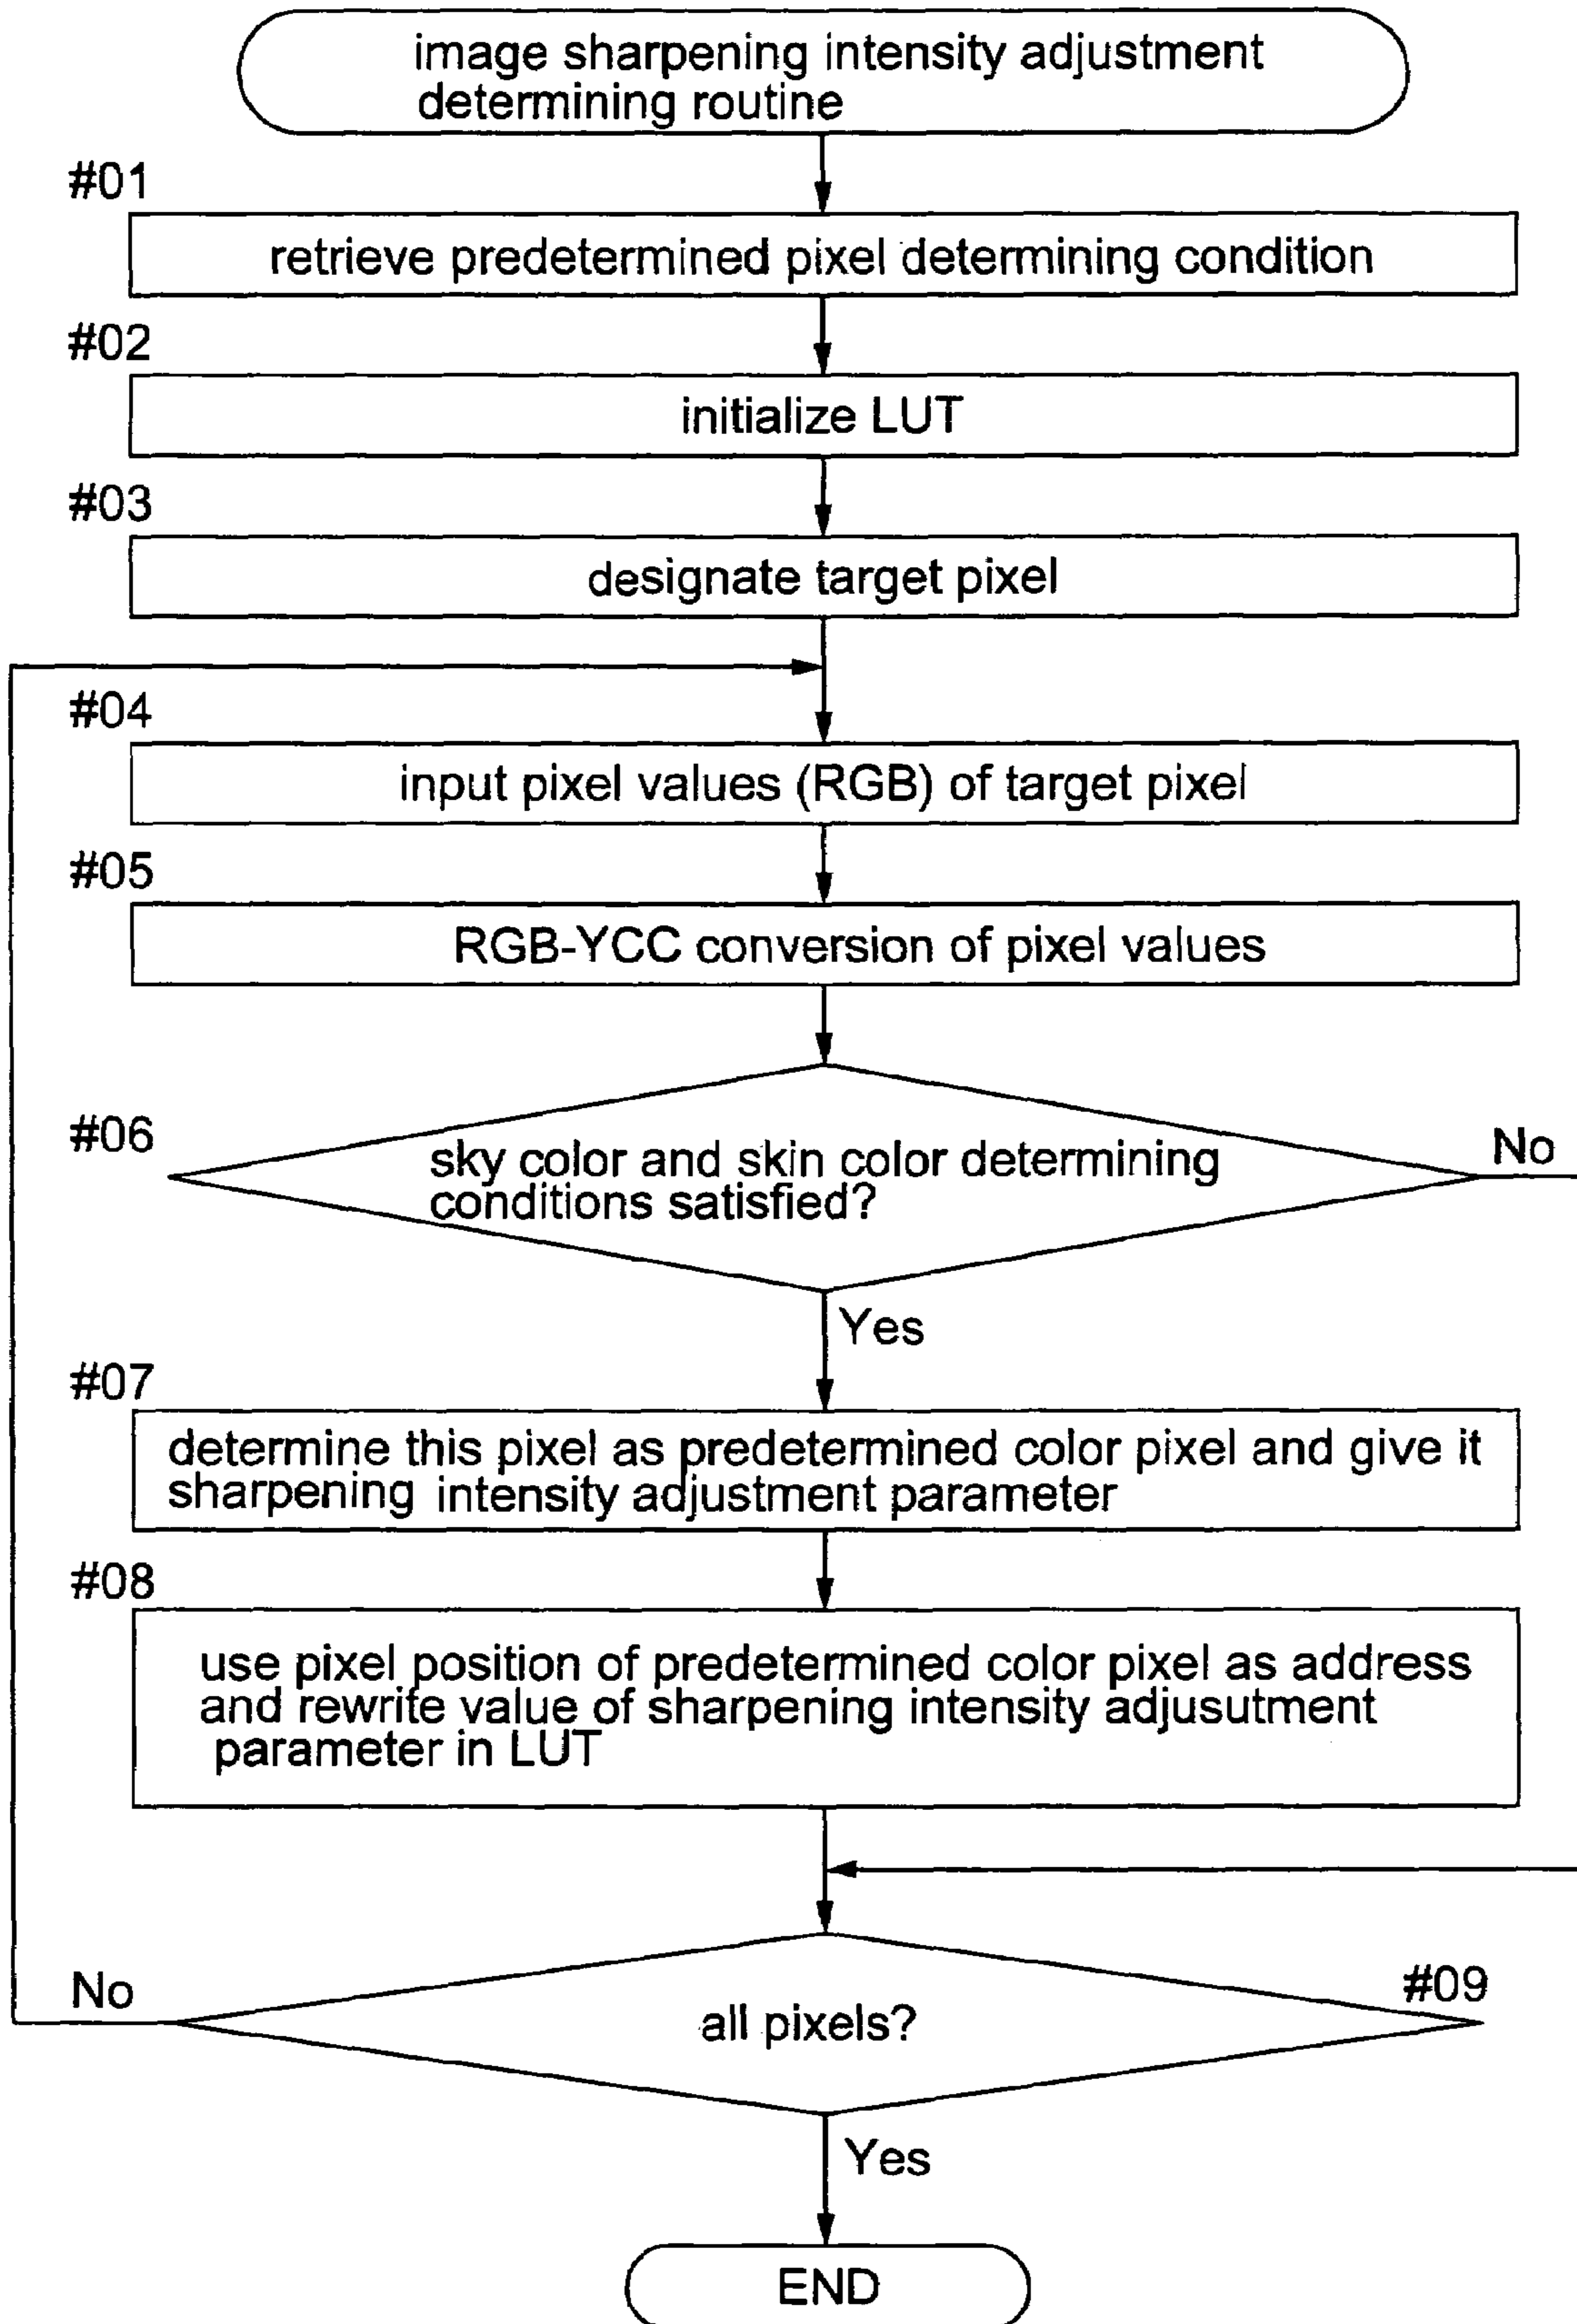 image sharpening intensity adjustment
determining routine
#01
retrieve predetermined pixel determining condition
#02
initialize LUT
#03
designate target pixel
#04
input pixel values (RGB) of target pixel
#05
RGB-YCC conversion of pixel values
#06
sky color and skin color determining
conditions satisfied?
No
Yes
#07
determine this pixel as predetermined color pixel and give it
sharpening intensity adjustment parameter
#08
use pixel position of predetermined color pixel as address
and rewrite value of sharpening intensity adjusutment
parameter in LUT
No
all pixels?
#09
Yes
END